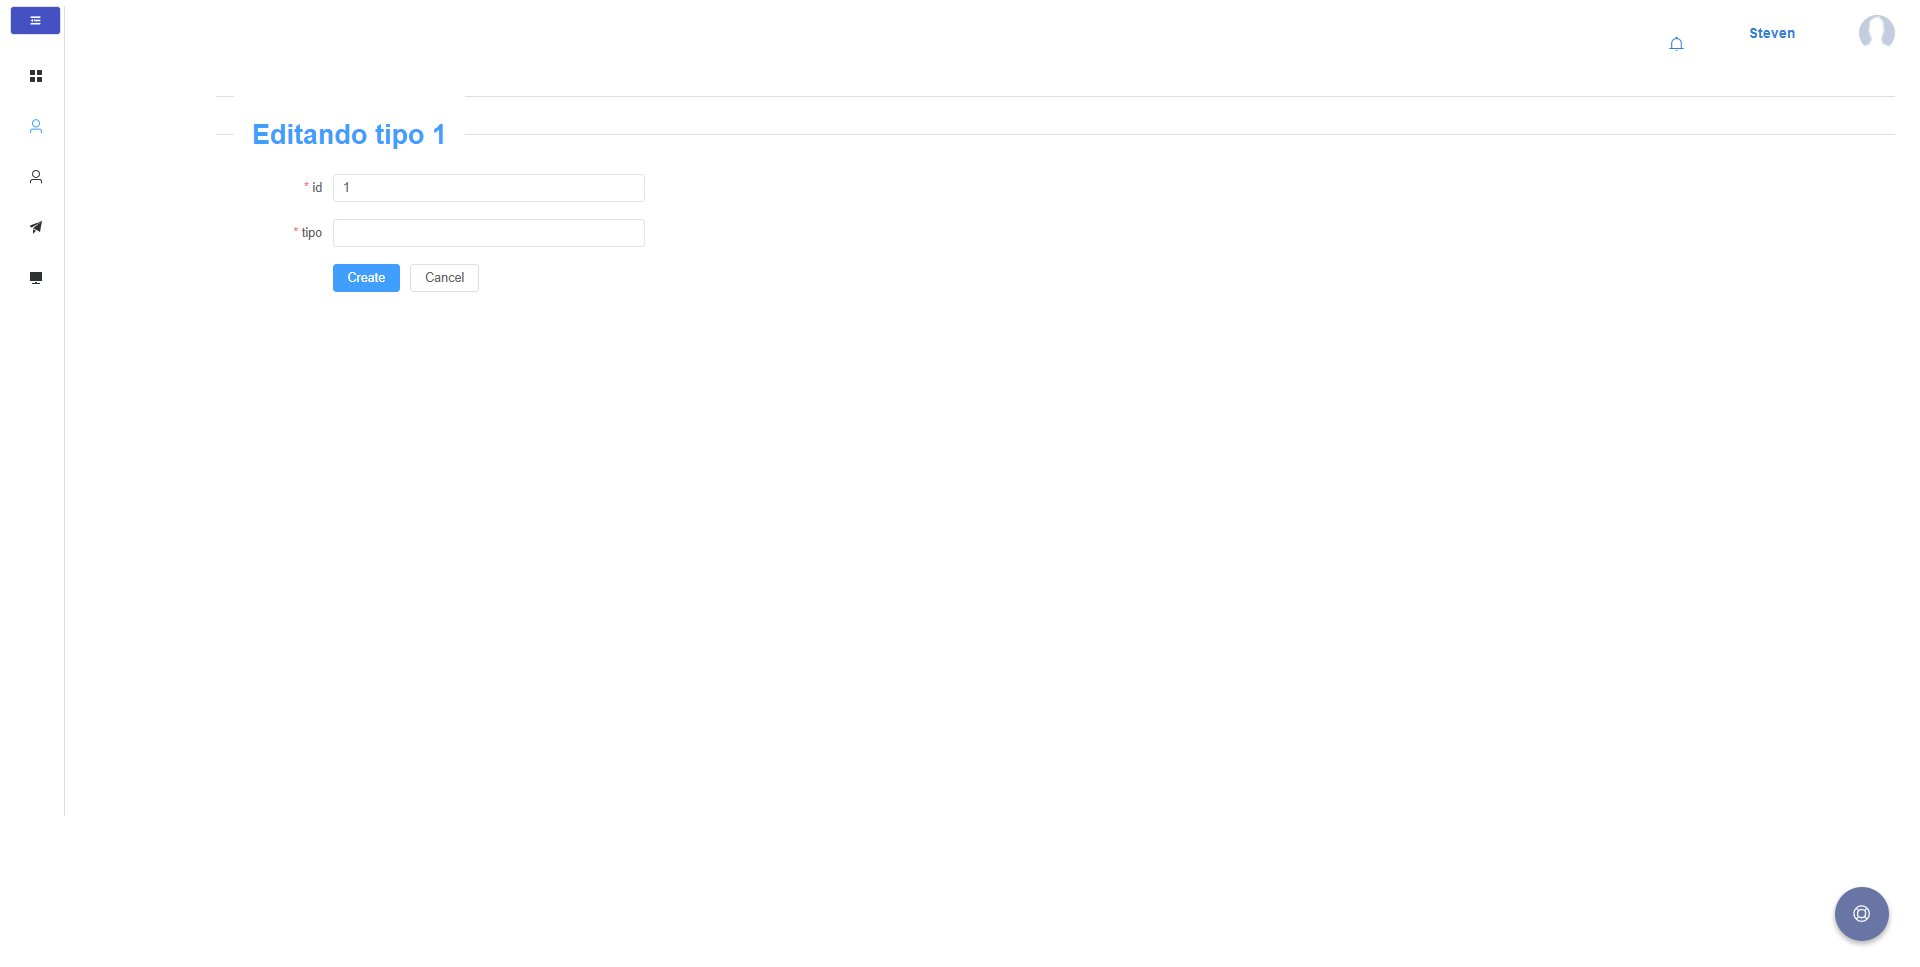 Steven
Editando tipo 1
* id 1
* tipo
Create Cancel